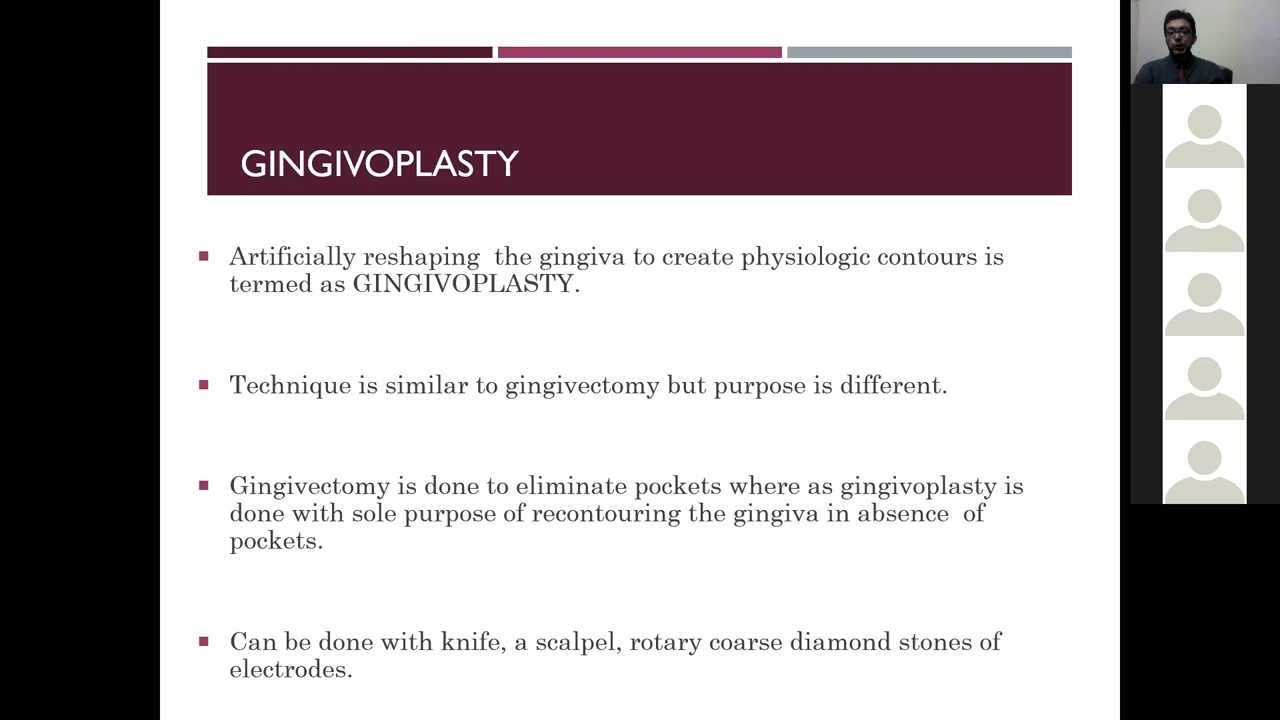 GINGIVOPLASTY
Artificially reshaping the gingiva to create physiologic contours is
termed as GINGIVOPLASTY.
Technique is similar to gingivectomy but purpose is different.
Gingivectomy is done to eliminate pockets where as gingivoplasty is
done with sole purpose of recontouring the gingiva in absence of
pockets.
Can be done with knife, a scalpel, rotary coarse diamond stones of
electrodes.